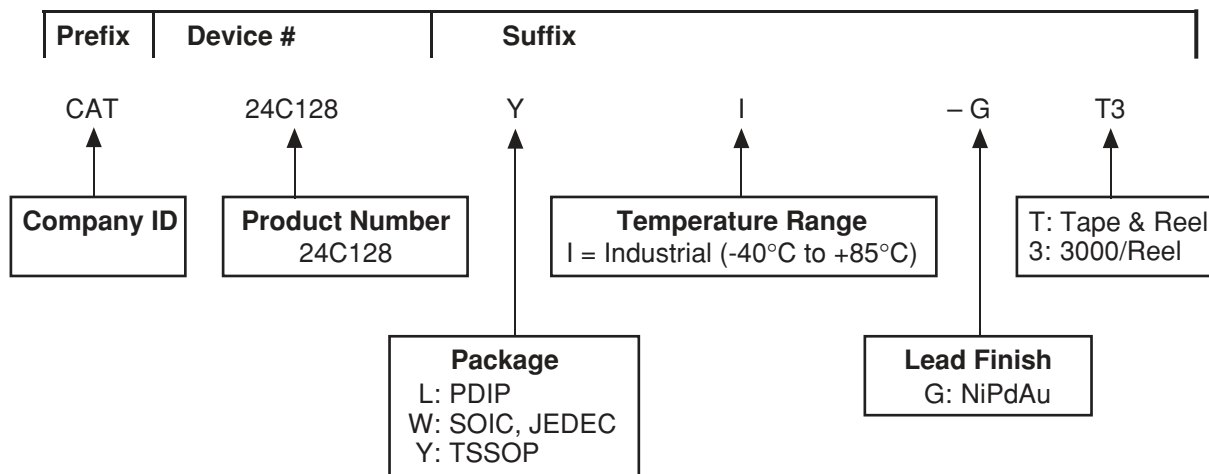 Prefix Device # Suffix
CAT 24C128 Y I – G T3
Company ID
Product Number
24C128
Temperature Range
I = Industrial (-40°C to +85°C)
T: Tape & Reel
3: 3000/Reel
Package
L: PDIP
W: SOIC, JEDEC
Y: TSSOP
Lead Finish
G: NiPdAu